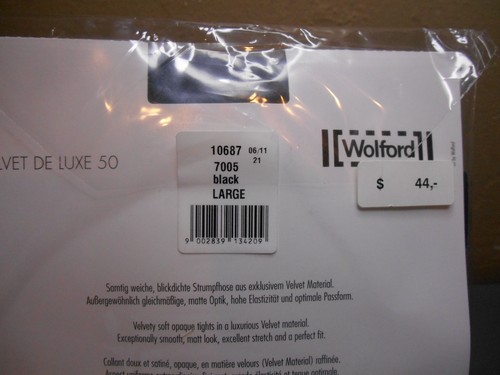 10687 06/11
7005 21
black
LARGE
9 002839 134209
VET DE LUXE 50
Wolford
$ 44,-
Samtig weiche, blickdichte Strumpfhose aus exklusivem Velvet Material.
Außergewöhnlich gleichmäßige, matte Optik, hohe Elastizität und optimale Passform.
Velvety soft opaque tights in a luxurious Velvet material.
Exceptionally smooth, matt look, excellent stretch and a perfect fit.
Collant doux et satiné, opaque, en matière velours (Velvet Material) raffinée.